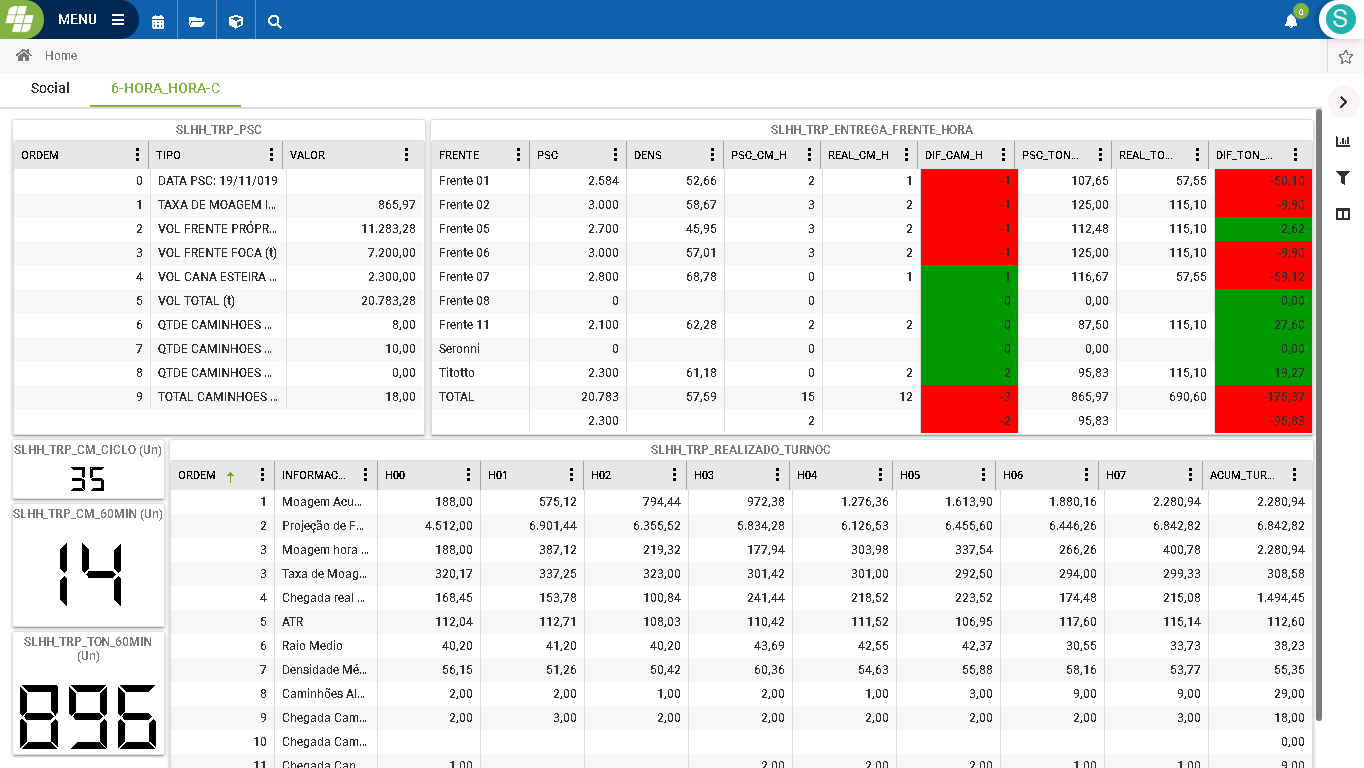 MENU
0
S
Home
Social 6-HORA_HORA-C
SLHH_TRP_PSC
ORDEM TIPO VALOR
0 DATA PSC: 19/11/019
1 TAXA DE MOAGEM I... 865,97
2 VOL FRENTE PRÓPR... 11.283,28
3 VOL FRENTE FOCA (t) 7.200,00
4 VOL CANA ESTEIRA ... 2.300,00
5 VOL TOTAL (t) 20.783,28
6 QTDE CAMINHOES ... 8,00
7 QTDE CAMINHOES ... 10,00
8 QTDE CAMINHOES ... 0,00
9 TOTAL CAMINHOES ... 18,00
SLHH_TRP_ENTREGA_FRENTE_HORA
FRENTE PSC DENS PSC_CM_H REAL_CM_H DIF_CAM_H PSC_TON... REAL_TO... DIF_TON_...
Frente 01 2.584 52,66 2 1 -1 107,65 57,55 -50,10
Frente 02 3.000 58,67 3 2 -1 125,00 115,10 -9,90
Frente 05 2.700 45,95 3 2 -1 112,48 115,10 2,62
Frente 06 3.000 57,01 3 2 -1 125,00 115,10 -9,90
Frente 07 2.800 68,78 0 1 1 116,67 57,55 -59,12
Frente 08 0 0 0,00 0,00
Frente 11 2.100 62,28 2 2 0 87,50 115,10 27,60
Seronni 0 0 0,00 0,00
Titotto 2.300 61,18 0 2 2 95,83 115,10 19,27
TOTAL 20.783 57,59 15 12 -3 865,97 690,60 -175,37
2.300 2 2 95,83 -95,83
SLHH_TRP_CM_CICLO (Un)
35
SLHH_TRP_CM_60MIN (Un)
14
SLHH_TRP_TON_60MIN
(Un)
896
SLHH_TRP_REALIZADO_TURNOC
ORDEM INFORMAC... H00 H01 H02 H03 H04 H05 H06 H07 ACUM_TUR...
1 Moagem Acu... 188,00 575,12 794,44 972,38 1.276,36 1.613,90 1.880,16 2.280,94 2.280,94
2 Projeção de F... 4.512,00 6.901,44 6.355,52 5.834,28 6.126,53 6.455,60 6.446,26 6.842,82 6.842,82
3 Moagem hora ... 188,00 387,12 219,32 177,94 303,98 337,54 266,26 400,78 2.280,94
3 Taxa de Moag... 320,17 337,25 323,00 301,42 301,00 292,50 294,00 299,33 308,58
4 Chegada real ... 168,45 153,78 100,84 241,44 218,52 223,52 174,48 215,08 1.494,45
5 ATR 112,04 112,71 108,03 110,42 111,52 106,95 117,60 115,14 112,60
6 Raio Medio 40,20 41,20 40,20 43,69 42,55 42,37 30,55 33,73 38,23
7 Densidade Mé... 56,15 51,26 50,42 60,36 54,63 55,88 58,16 53,77 55,35
8 Caminhões Al... 2,00 2,00 1,00 2,00 1,00 3,00 9,00 9,00 29,00
9 Chegada Cam... 2,00 3,00 2,00 2,00 2,00 2,00 2,00 3,00 18,00
10 Chegada Cam... 0,00
11 Chegada Can... 1,00 2,00 2,00 2,00 1,00 1,00 9,00